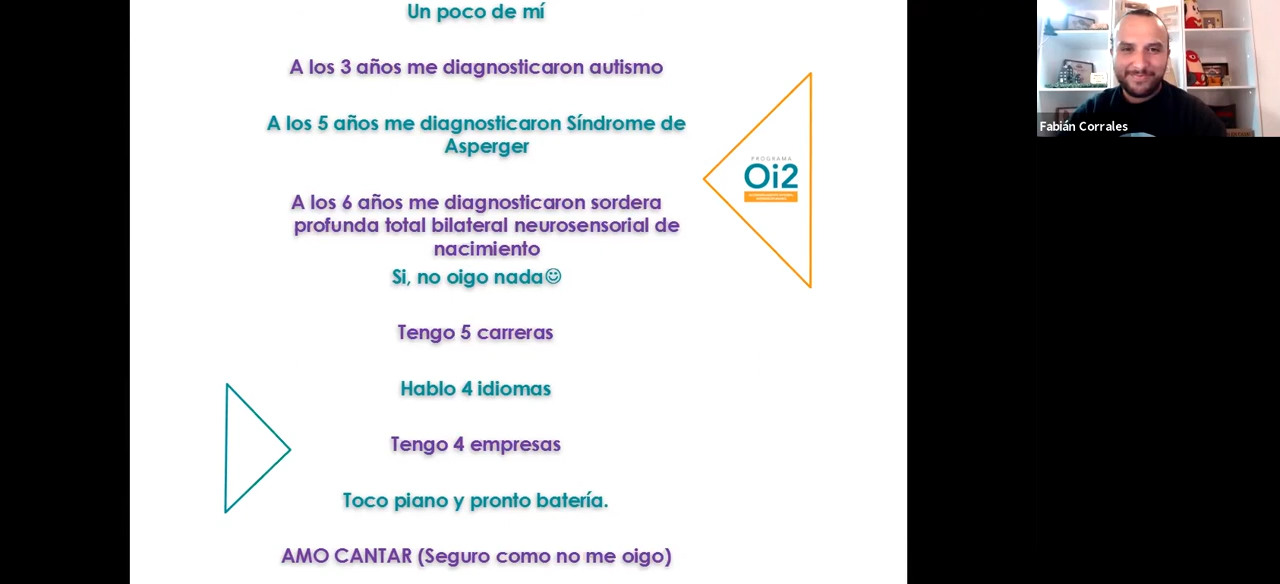 Un poco de mí
A los 3 años me diagnosticaron autismo
A los 5 años me diagnosticaron Síndrome de
Asperger
A los 6 años me diagnosticaron sordera
profunda total bilateral neurosensorial de
nacimiento
Si, no oigo nada☺
Tengo 5 carreras
Hablo 4 idiomas
Tengo 4 empresas
Toco piano y pronto batería.
AMO CANTAR (Seguro como no me oigo)
PROGRAMA
Oi2
Fabián Corrales